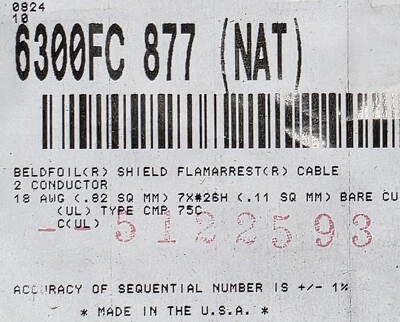 0824
10
6300FC 877 (NAT)
BELDFOIL(R) SHIELD FLAMARREST(R) CABLE
2 CONDUCTOR
18 AWG (.82 SQ MM) 7X#26H (.11 SQ MM) BARE CU
(UL) TYPE CMP 75C
C(UL)
-- 5122593
ACCURACY OF SEQUENTIAL NUMBER IS +/- 1%
* MADE IN THE U.S.A. *